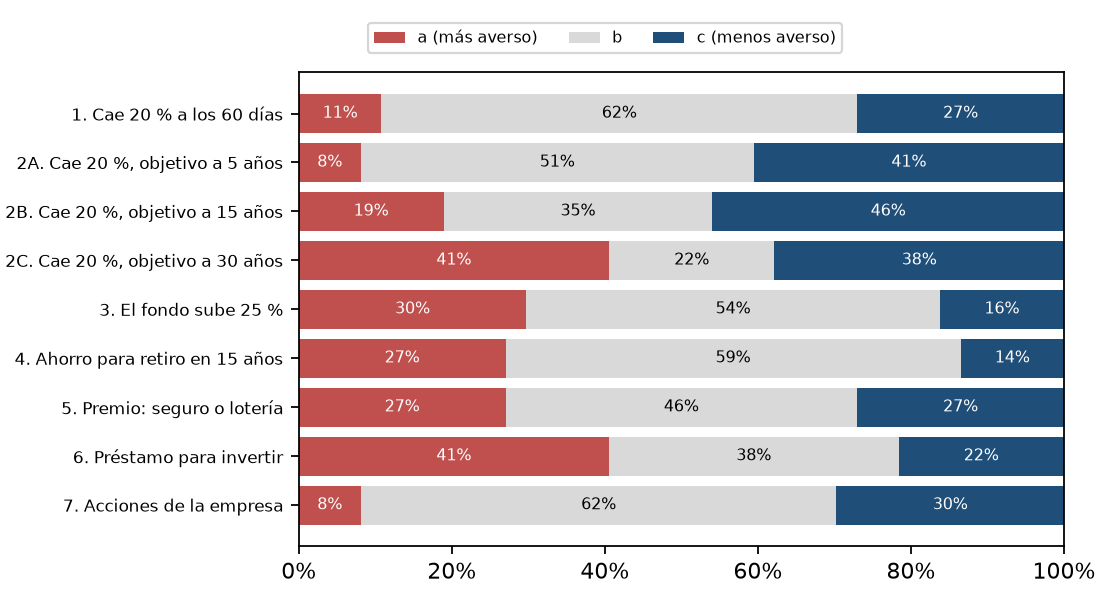 a (más averso) b c (menos averso)
1. Cae 20 % a los 60 días 11% 62% 27%
2A. Cae 20 %, objetivo a 5 años 8% 51% 41%
2B. Cae 20 %, objetivo a 15 años 19% 35% 46%
2C. Cae 20 %, objetivo a 30 años 41% 22% 38%
3. El fondo sube 25 % 30% 54% 16%
4. Ahorro para retiro en 15 años 27% 59% 14%
5. Premio: seguro o lotería 27% 46% 27%
6. Préstamo para invertir 41% 38% 22%
7. Acciones de la empresa 8% 62% 30%
0% 20% 40% 60% 80% 100%